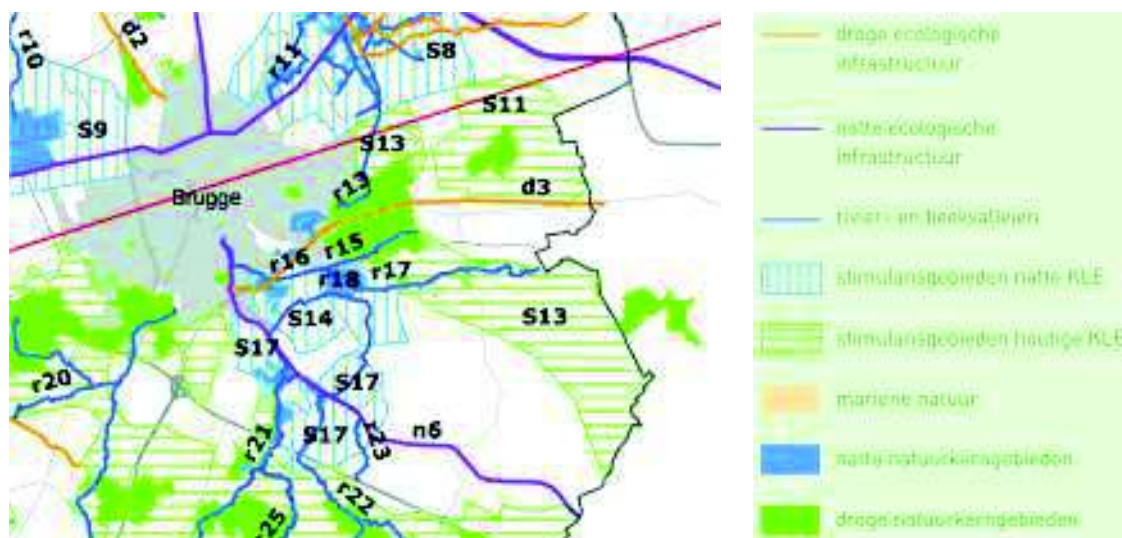 r10
d2
r11
S8
S9
S11
S13
Brugge
r13
d3
r16
r15
r18
r17
S14
S13
S17
r20
S17
r21
S17
r23
n6
r22
r25
droge ecologische
infrastructuur
natte ecologische
infrastructuur
rivier- en beekvalleien
stimulansgebieden natte KLE
stimulansgebieden houtige KLE
mariene natuur
natte natuurkerngebieden
droge natuurkerngebieden